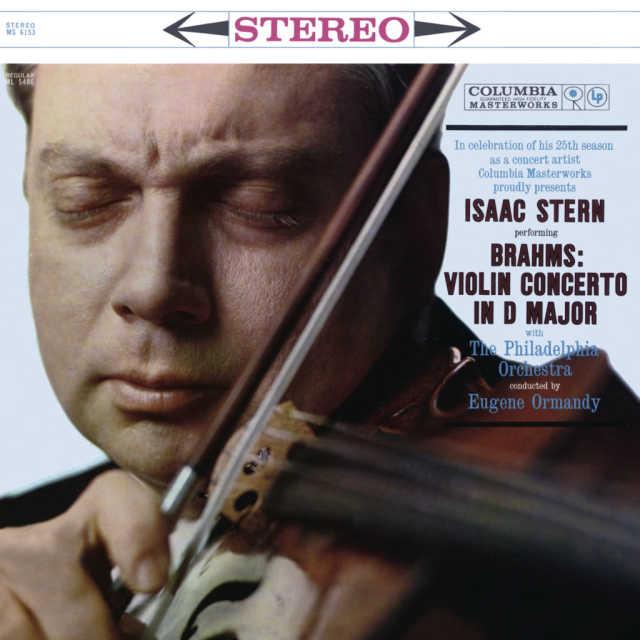 STEREO
MS 6153
STEREO
REGULAR
ML 5486
COLUMBIA
GUARANTEED HIGH FIDELITY
MASTERWORKS
LP
In celebration of his 25th season
as a concert artist
Columbia Masterworks
proudly presents
ISAAC STERN
performing
BRAHMS:
VIOLIN CONCERTO
IN D MAJOR
with
The Philadelphia
Orchestra
conducted by
Eugene Ormandy